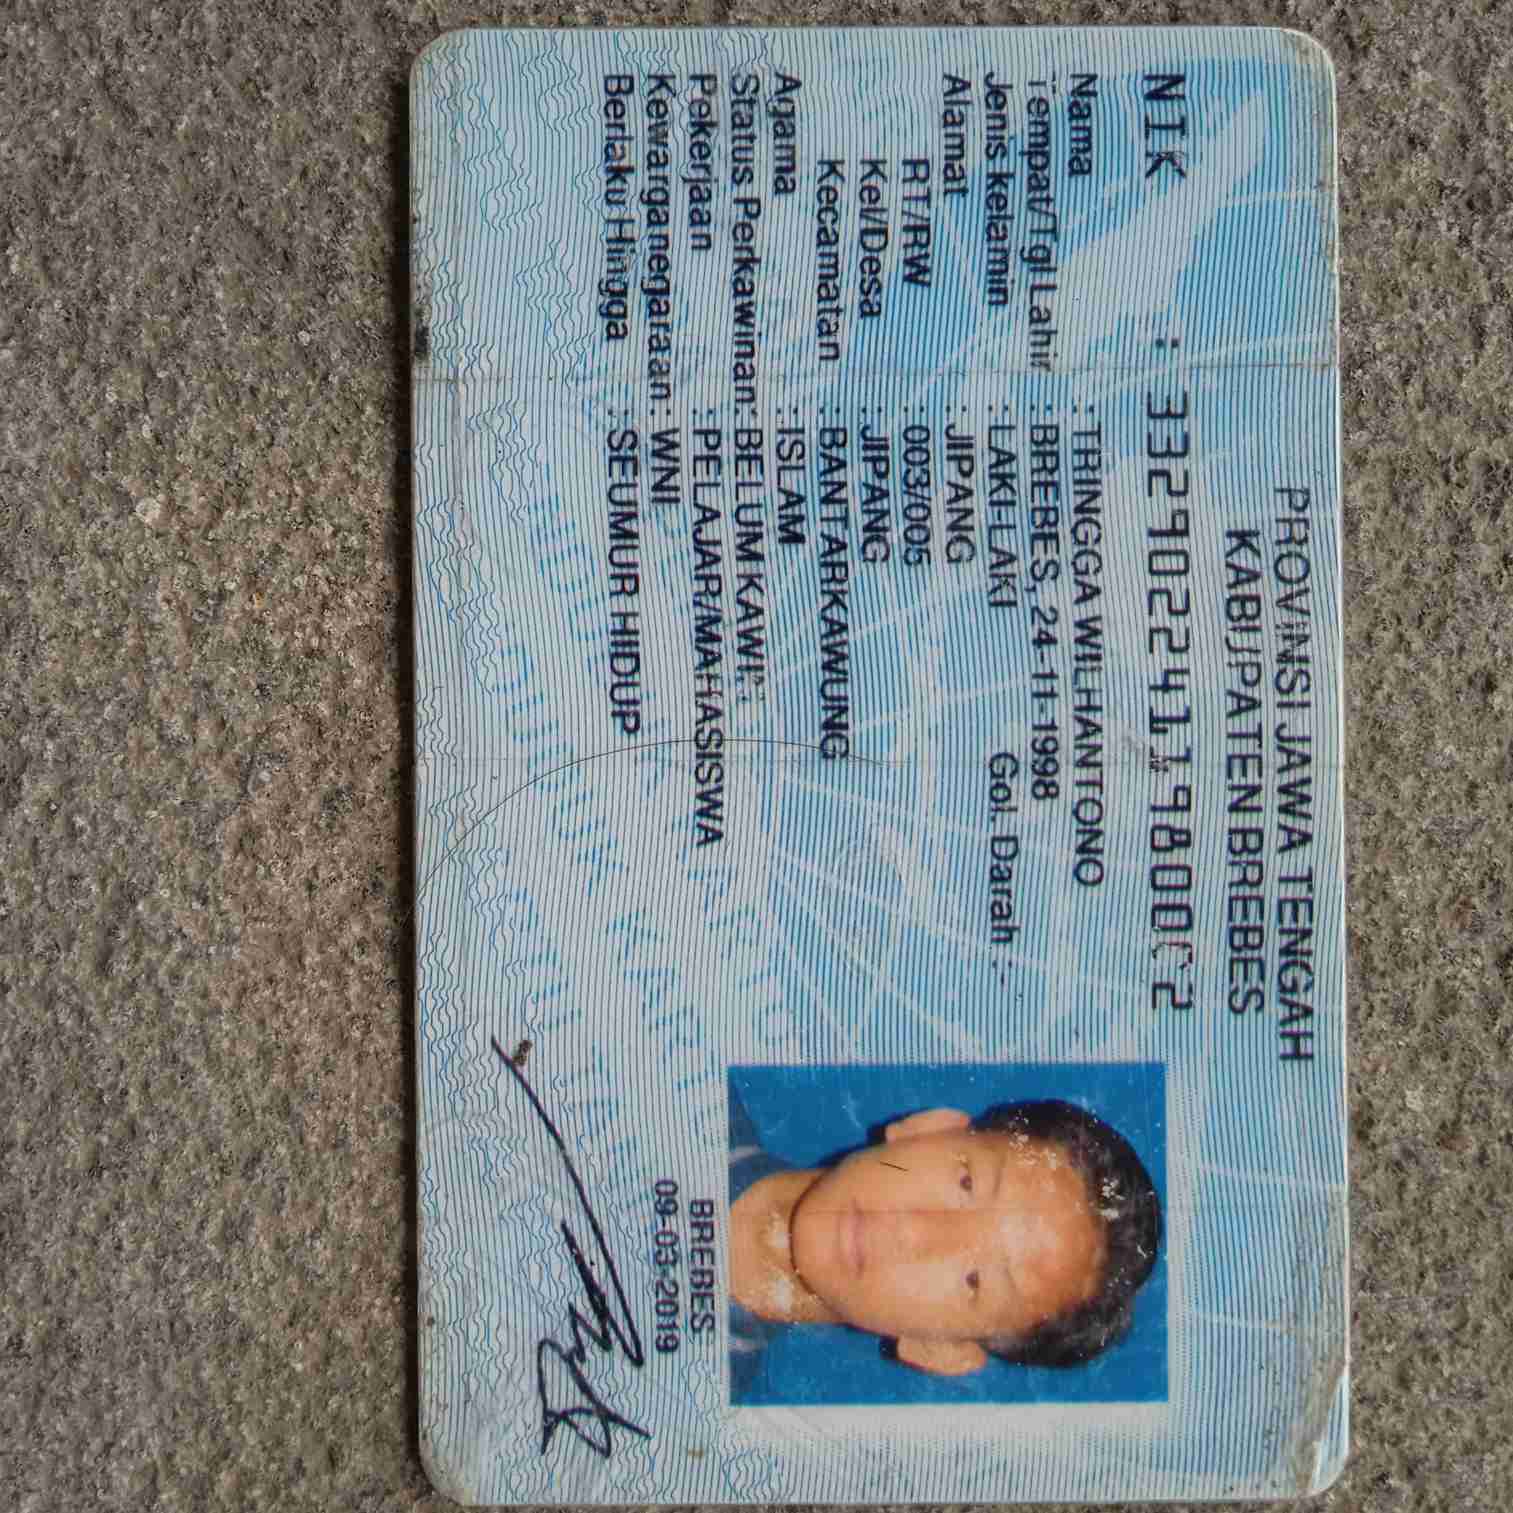 PROVINSI JAWA TENGAH
KABUPATEN BREBES
NIK : 3329022411980002
Nama : TRINGGA WILHANTONO
Tempat/Tgl Lahir : BREBES, 24-11-1998
Jenis kelamin : LAKI-LAKI Gol. Darah :-
Alamat : JIPANG
RT/RW : 003/005
Kel/Desa : JIPANG
Kecamatan : BANTARKAWUNG
Agama : ISLAM
Status Perkawinan: BELUM KAWIN
Pekerjaan : PELAJAR/MAHASISWA
Kewarganegaraan: WNI
Berlaku Hingga : SEUMUR HIDUP
BREBES
09-03-2019